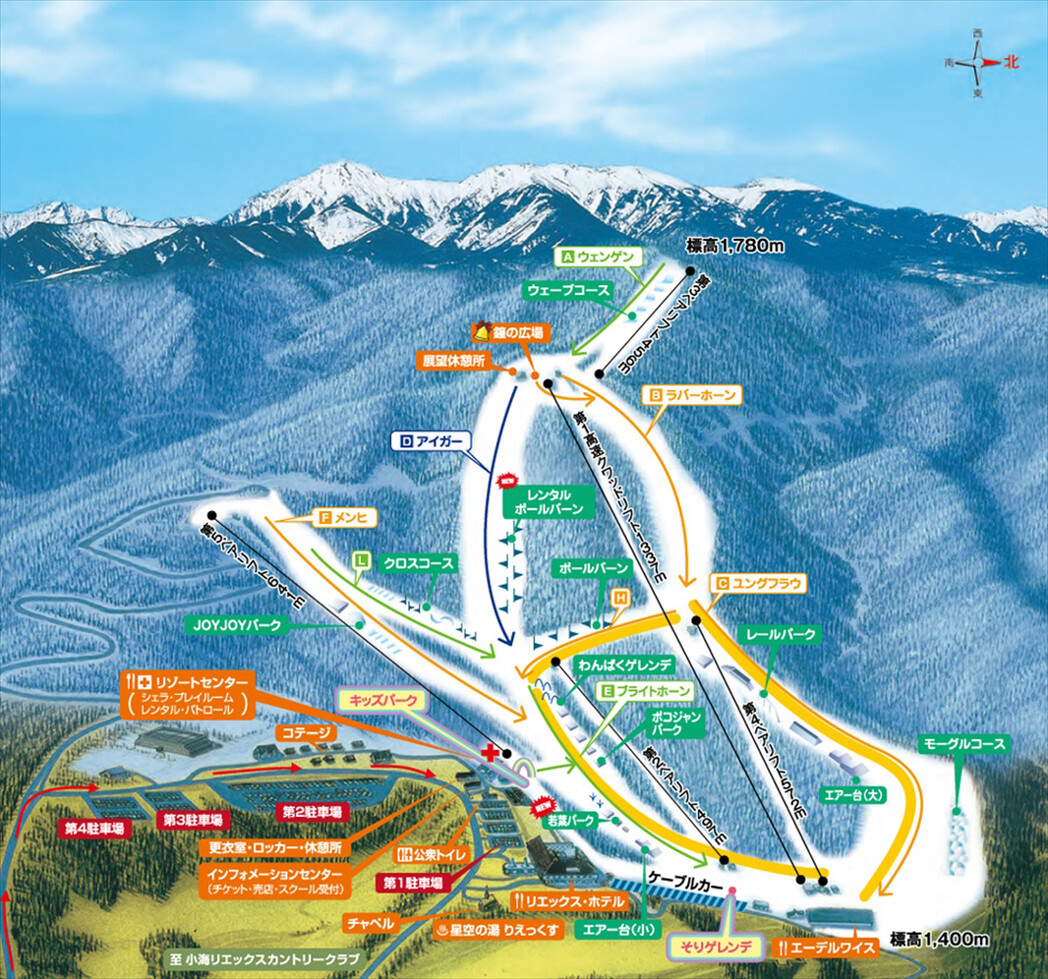 西
南
北
東
標高1,780m
A ウェンゲン
ウェーブコース
第3ペアリフト456m
鐘の広場
展望休憩所
B ラバーホーン
D アイガー
第1高速クワッドリフト1337m
NEW
レンタル
ポールバーン
F メンヒ
第5ペアリフト641m
L
クロスコース
ポールバーン
H
C ユングフラウ
JOYJOYパーク
レールパーク
わんぱくゲレンデ
E ブライトホーン
リゾートセンター
(シェラ・プレイルーム
レンタル・パトロール)
キッズパーク
ポコジャン
パーク
第2ペアリフト497m
第4ペアリフト572m
コテージ
モーグルコース
エアー台(大)
NEW
若葉パーク
第4駐車場
第3駐車場
第2駐車場
更衣室・ロッカー・休憩所
公衆トイレ
インフォメーションセンター
(チケット・売店・スクール受付)
第1駐車場
ケーブルカー
リエックス・ホテル
チャペル
星空の湯 りえっくす
エアー台(小)
そりゲレンデ
エーデルワイス
標高1,400m
至 小海リエックスカントリークラブ